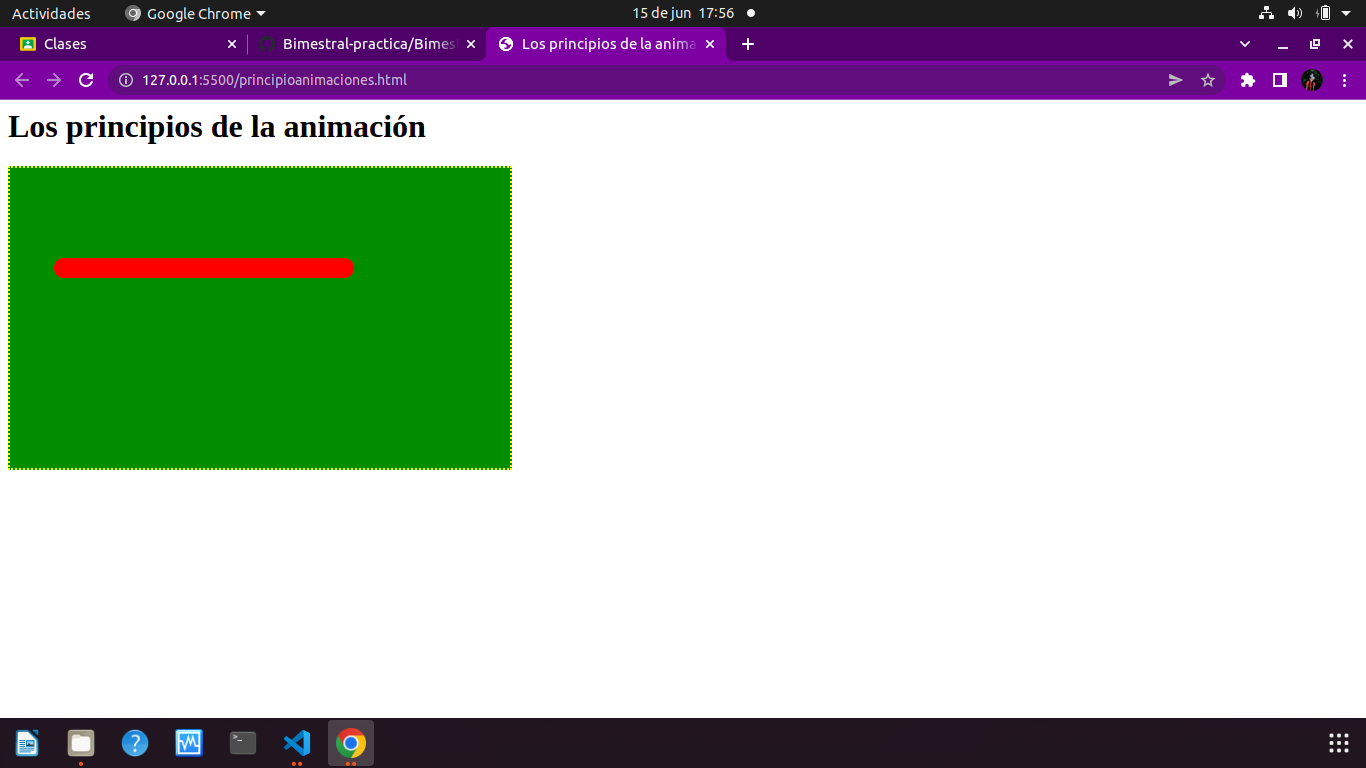 Actividades
Google Chrome
15 de jun 17:56
Clases
Bimestral-practica/Bimes
Los principios de la anima
127.0.0.1:5500/principioanimaciones.html
Los principios de la animación